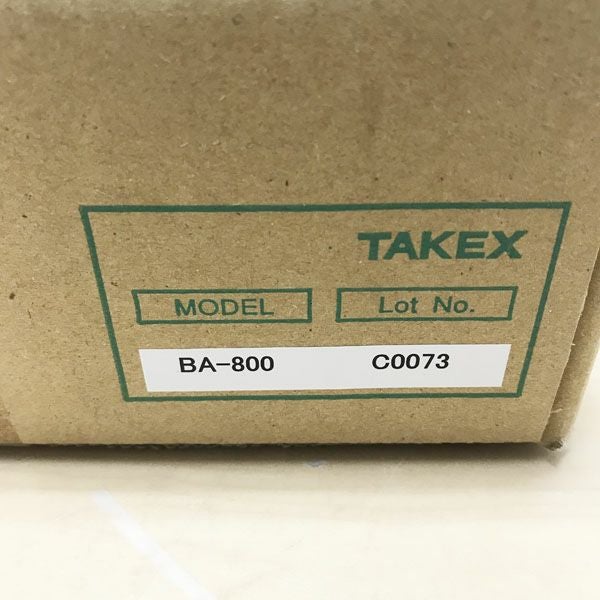 TAKEX
MODEL Lot No.
BA-800 C0073